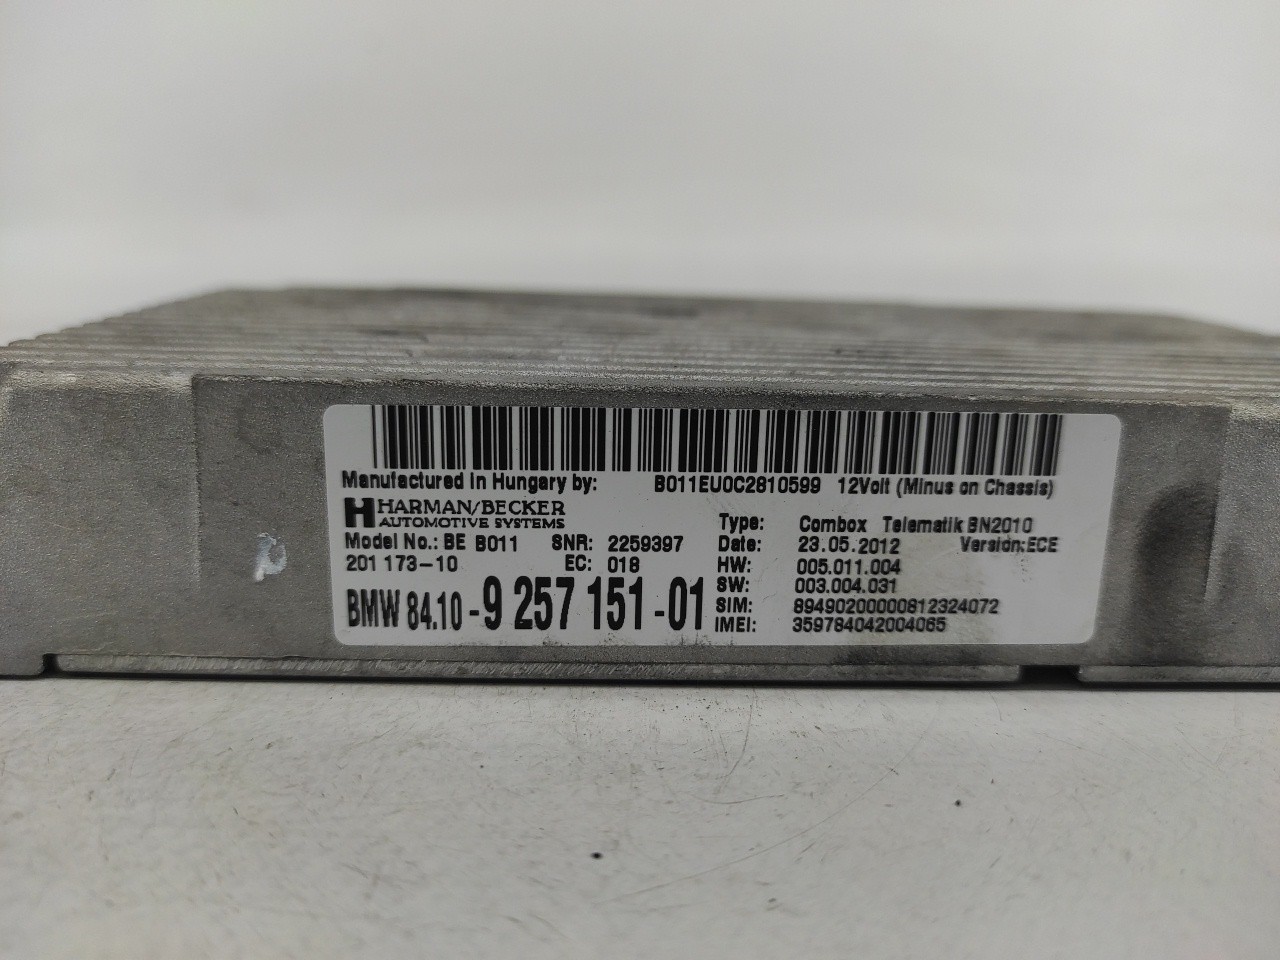 Manufactured in Hungary by: B011EU0C2810599 12Volt (Minus on Chassis)
HARMAN/BECKER
AUTOMOTIVE SYSTEMS
Type: Combox Telematik BN2010
Model No.: BE B011 SNR: 2259397
Date: 23.05.2012 Version:ECE
201 173-10 EC: 018
HW: 005.011.004
SW: 003.004.031
BMW 84.10-9 257 151-01
SIM: 89490200000812324072
IMEI: 359784042004065